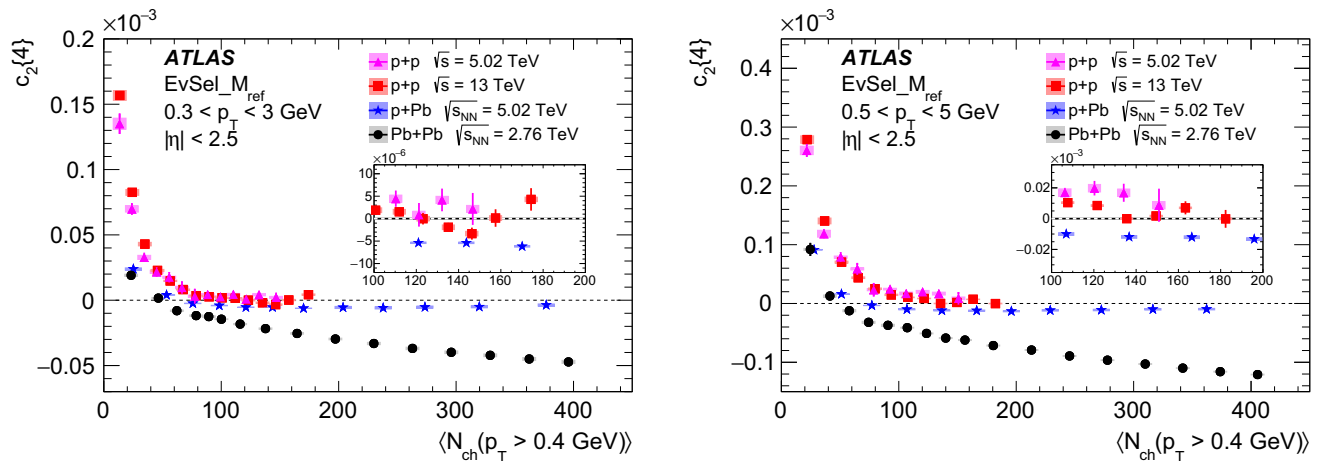 ×10⁻³
c₂{4}
0.2
0.15
0.1
0.05
0
−0.05
ATLAS
EvSel_M_ref
0.3 < p_T < 3 GeV
|η| < 2.5
p+p √s = 5.02 TeV
p+p √s = 13 TeV
p+Pb √s_NN = 5.02 TeV
Pb+Pb √s_NN = 2.76 TeV
×10⁻⁶
10
5
0
−5
−10
100 120 140 160 180 200
0 100 200 300 400
⟨N_ch(p_T > 0.4 GeV)⟩
×10⁻³
c₂{4}
0.4
0.3
0.2
0.1
0
−0.1
ATLAS
EvSel_M_ref
0.5 < p_T < 5 GeV
|η| < 2.5
p+p √s = 5.02 TeV
p+p √s = 13 TeV
p+Pb √s_NN = 5.02 TeV
Pb+Pb √s_NN = 2.76 TeV
×10⁻³
0.02
0
−0.02
100 120 140 160 180 200
0 100 200 300 400
⟨N_ch(p_T > 0.4 GeV)⟩